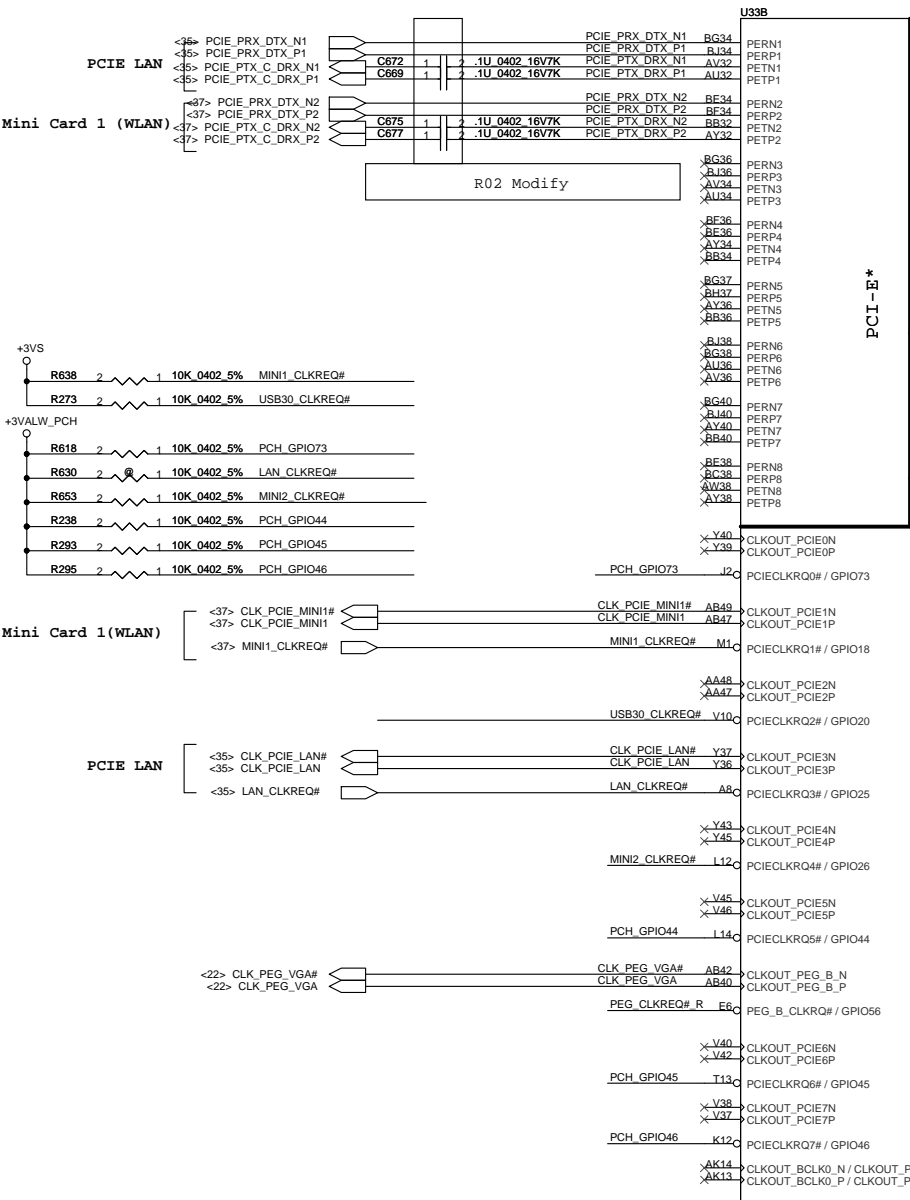 U33B
<35> PCIE_PRX_DTX_N1 PCIE_PRX_DTX_N1 BG34 PERN1
<35> PCIE_PRX_DTX_P1 PCIE_PRX_DTX_P1 BJ34 PERP1
PCIE LAN
<35> PCIE_PTX_C_DRX_N1 C672 1 2 .1U_0402_16V7K PCIE_PTX_DRX_N1 AV32 PETN1
<35> PCIE_PTX_C_DRX_P1 C669 1 2 .1U_0402_16V7K PCIE_PTX_DRX_P1 AU32 PETP1
<37> PCIE_PRX_DTX_N2 PCIE_PRX_DTX_N2 BE34 PERN2
<37> PCIE_PRX_DTX_P2 PCIE_PRX_DTX_P2 BF34 PERP2
Mini Card 1 (WLAN)
<37> PCIE_PTX_C_DRX_N2 C675 1 2 .1U_0402_16V7K PCIE_PTX_DRX_N2 BB32 PETN2
<37> PCIE_PTX_C_DRX_P2 C677 1 2 .1U_0402_16V7K PCIE_PTX_DRX_P2 AY32 PETP2
R02 Modify
BG36 PERN3
BJ36 PERP3
AV34 PETN3
AU34 PETP3
BF36 PERN4
BE36 PERP4
AY34 PETN4
BB34 PETP4
PCI-E*
BG37 PERN5
BH37 PERP5
AY36 PETN5
BB36 PETP5
BJ38 PERN6
BG38 PERP6
AU36 PETN6
AV36 PETP6
+3VS
R638 2 1 10K_0402_5% MINI1_CLKREQ#
R273 2 1 10K_0402_5% USB30_CLKREQ#
BG40 PERN7
BJ40 PERP7
AY40 PETN7
BB40 PETP7
+3VALW_PCH
R618 2 1 10K_0402_5% PCH_GPIO73
R630 2 @ 1 10K_0402_5% LAN_CLKREQ#
R653 2 1 10K_0402_5% MINI2_CLKREQ#
R238 2 1 10K_0402_5% PCH_GPIO44
R293 2 1 10K_0402_5% PCH_GPIO45
R295 2 1 10K_0402_5% PCH_GPIO46
BE38 PERN8
BC38 PERP8
AW38 PETN8
AY38 PETP8
Y40 CLKOUT_PCIE0N
Y39 CLKOUT_PCIE0P
PCH_GPIO73 J2 PCIECLKRQ0# / GPIO73
<37> CLK_PCIE_MINI1# CLK_PCIE_MINI1# AB49 CLKOUT_PCIE1N
<37> CLK_PCIE_MINI1 CLK_PCIE_MINI1 AB47 CLKOUT_PCIE1P
Mini Card 1(WLAN)
<37> MINI1_CLKREQ# MINI1_CLKREQ# M1 PCIECLKRQ1# / GPIO18
AA48 CLKOUT_PCIE2N
AA47 CLKOUT_PCIE2P
USB30_CLKREQ# V10 PCIECLKRQ2# / GPIO20
<35> CLK_PCIE_LAN# CLK_PCIE_LAN# Y37 CLKOUT_PCIE3N
PCIE LAN
<35> CLK_PCIE_LAN CLK_PCIE_LAN Y36 CLKOUT_PCIE3P
<35> LAN_CLKREQ# LAN_CLKREQ# A8 PCIECLKRQ3# / GPIO25
Y43 CLKOUT_PCIE4N
Y45 CLKOUT_PCIE4P
MINI2_CLKREQ# L12 PCIECLKRQ4# / GPIO26
V45 CLKOUT_PCIE5N
V46 CLKOUT_PCIE5P
PCH_GPIO44 L14 PCIECLKRQ5# / GPIO44
<22> CLK_PEG_VGA# CLK_PEG_VGA# AB42 CLKOUT_PEG_B_N
<22> CLK_PEG_VGA CLK_PEG_VGA AB40 CLKOUT_PEG_B_P
PEG_CLKREQ#_R E6 PEG_B_CLKRQ# / GPIO56
V40 CLKOUT_PCIE6N
V42 CLKOUT_PCIE6P
PCH_GPIO45 T13 PCIECLKRQ6# / GPIO45
V38 CLKOUT_PCIE7N
V37 CLKOUT_PCIE7P
PCH_GPIO46 K12 PCIECLKRQ7# / GPIO46
AK14 CLKOUT_BCLK0_N / CLKOUT_P
AK13 CLKOUT_BCLK0_P / CLKOUT_P